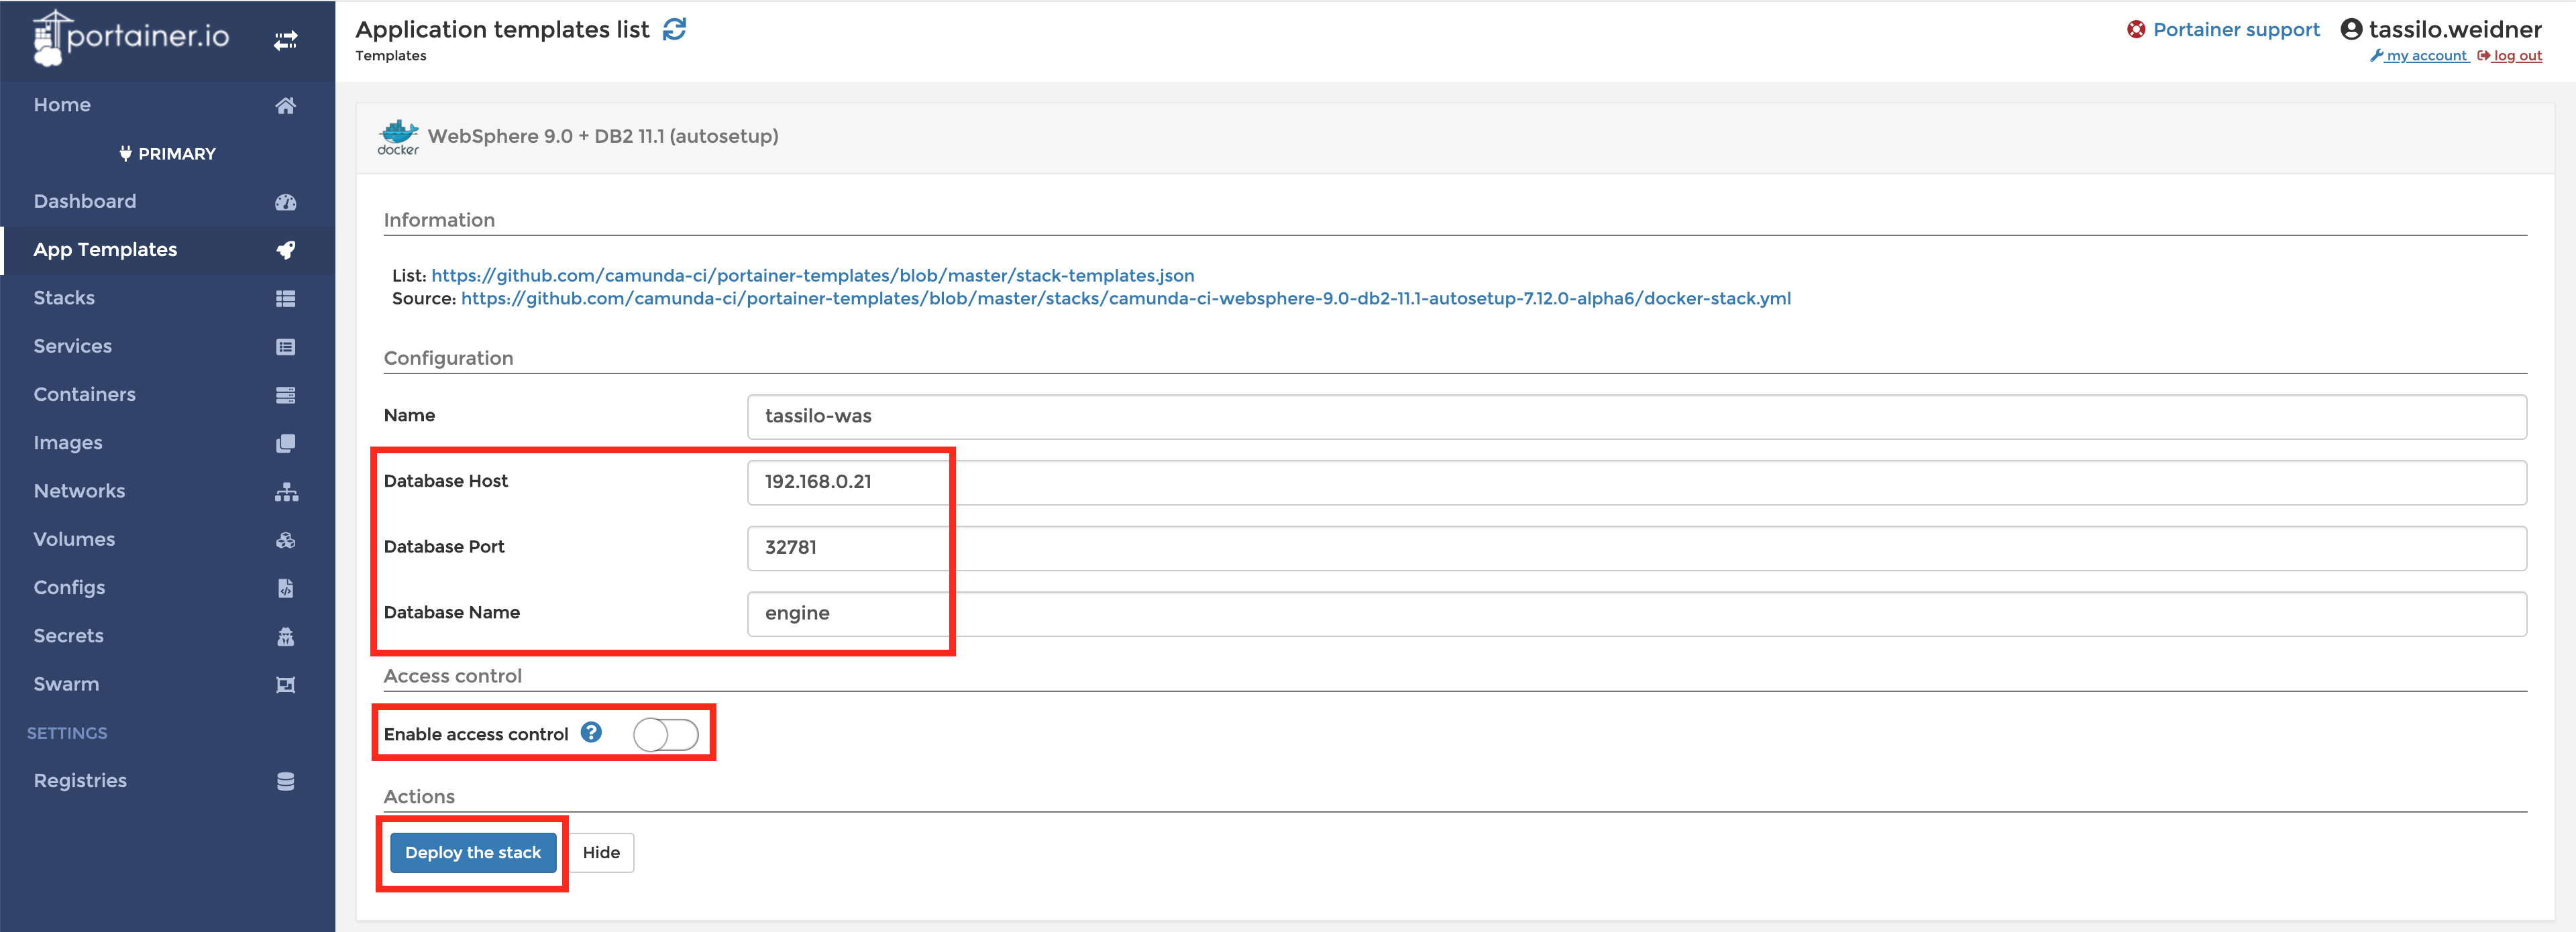 portainer.io
Home
PRIMARY
Dashboard
App Templates
Stacks
Services
Containers
Images
Networks
Volumes
Configs
Secrets
Swarm
SETTINGS
Registries
Application templates list
Templates
Portainer support
tassilo.weidner
my account log out
docker
WebSphere 9.0 + DB2 11.1 (autosetup)
Information
List: https://github.com/camunda-ci/portainer-templates/blob/master/stack-templates.json
Source: https://github.com/camunda-ci/portainer-templates/blob/master/stacks/camunda-ci-websphere-9.0-db2-11.1-autosetup-7.12.0-alpha6/docker-stack.yml
Configuration
Name tassilo-was
Database Host 192.168.0.21
Database Port 32781
Database Name engine
Access control
Enable access control ?
Actions
Deploy the stack Hide